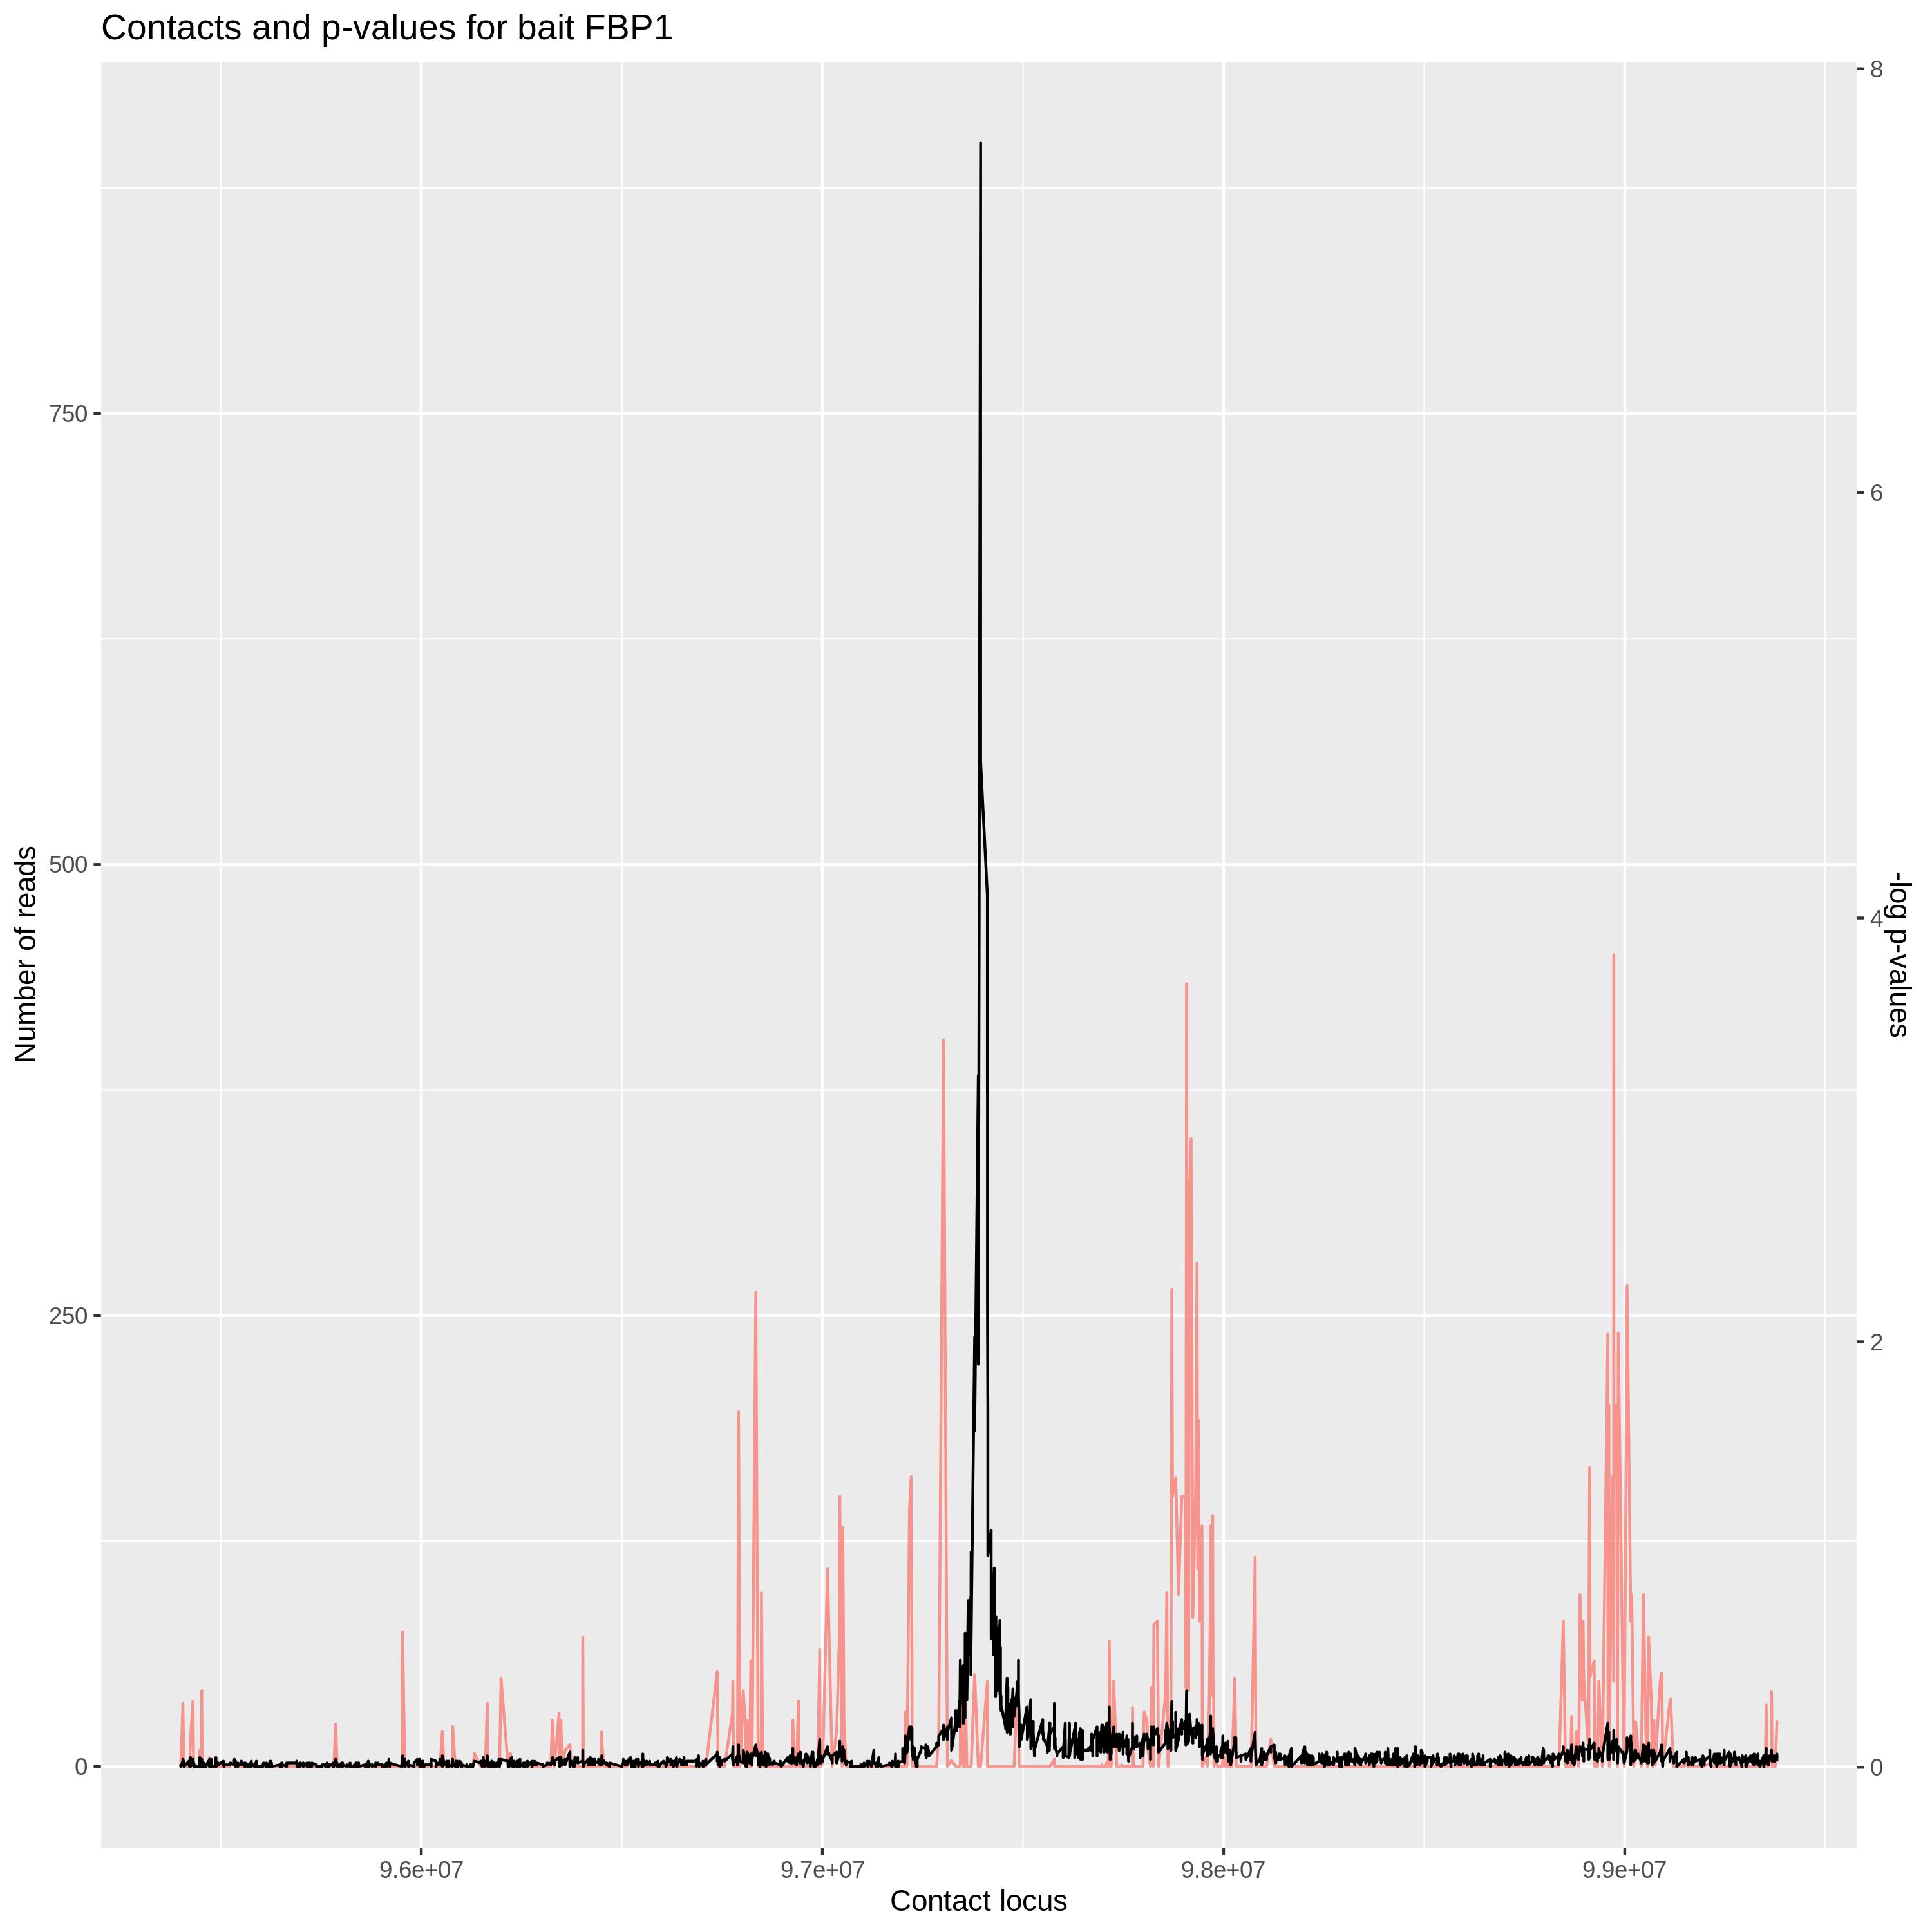 Contacts and p-values for bait FBP1
8
750
6
500
4
Number of reads
-log p-values
250
2
0
0
9.6e+07
9.7e+07
9.8e+07
9.9e+07
Contact locus